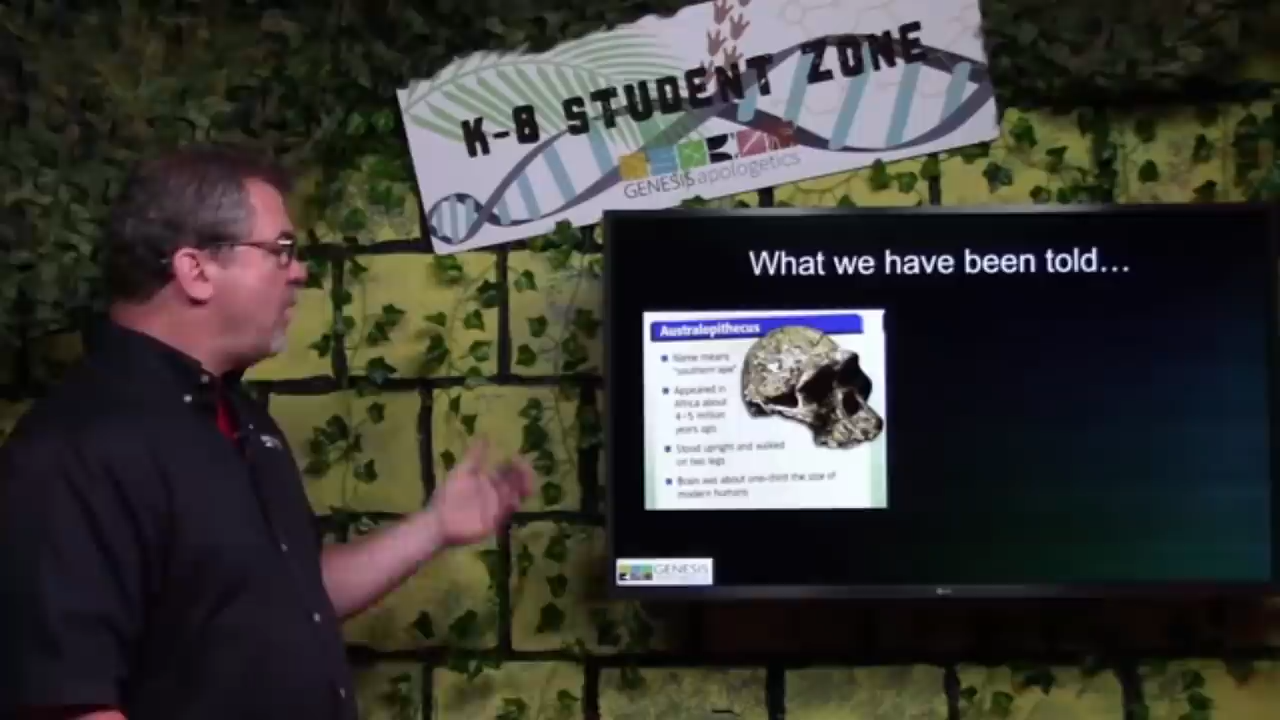 K-8 STUDENT ZONE
GENESIS apologetics
What we have been told...
Australopithecus
Name means
"southern ape"
Appeared in
Africa about
4-5 million
years ago
Stood upright and walked
on two legs
Brain was about one-third the size of
modern humans
GENESIS